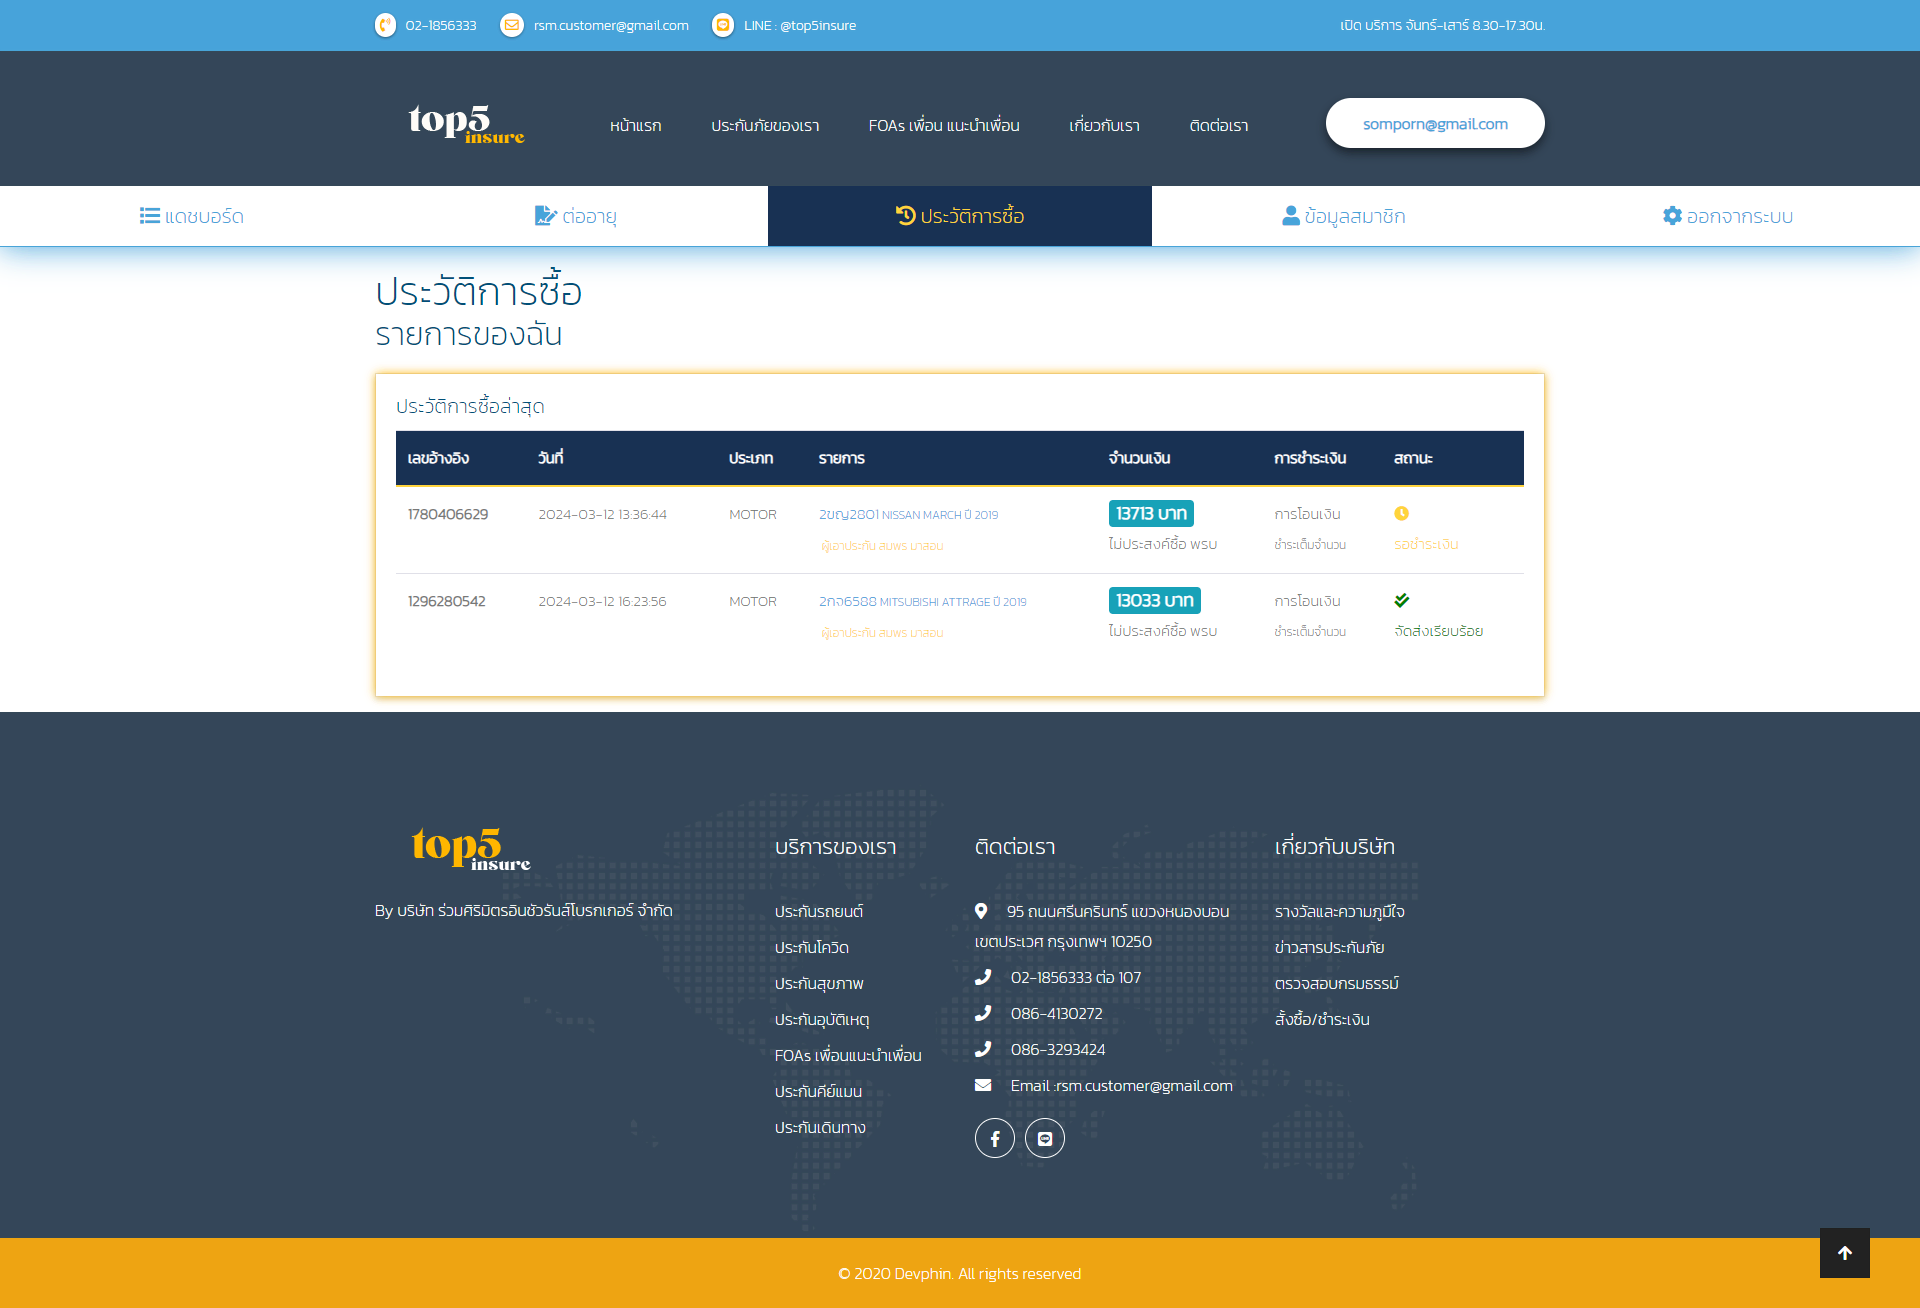 02-1856333 rsm.customer@gmail.com LINE : @top5insure เปิด บริการ จันทร์-เสาร์ 8.30-17.30น.
top5 insure
หน้าแรก ประกันภัยของเรา FOAs เพื่อน แนะนำเพื่อน เกี่ยวกับเรา ติดต่อเรา somporn@gmail.com
แดชบอร์ด ต่ออายุ ประวัติการซื้อ ข้อมูลสมาชิก ออกจากระบบ
ประวัติการซื้อ
รายการของฉัน
ประวัติการซื้อล่าสุด
เลขอ้างอิง วันที่ ประเภท รายการ จำนวนเงิน การชำระเงิน สถานะ
1780406629 2024-03-12 13:36:44 MOTOR 2ขญ2801 NISSAN MARCH ปี 2019 13713 บาท การโอนเงิน
ผู้เอาประกัน สมพร มาสอน ไม่ประสงค์ซื้อ พรบ ชำระเต็มจำนวน รอชำระเงิน
1296280542 2024-03-12 16:23:56 MOTOR 2กจ6588 MITSUBISHI ATTRAGE ปี 2019 13033 บาท การโอนเงิน
ผู้เอาประกัน สมพร มาสอน ไม่ประสงค์ซื้อ พรบ ชำระเต็มจำนวน จัดส่งเรียบร้อย
top5 insure
By บริษัท ร่วมศิริมิตรอินชัวรันส์โบรกเกอร์ จำกัด
บริการของเรา
ประกันรถยนต์
ประกันโควิด
ประกันสุขภาพ
ประกันอุบัติเหตุ
FOAs เพื่อนแนะนำเพื่อน
ประกันคีย์แมน
ประกันเดินทาง
ติดต่อเรา
95 ถนนศรีนครินทร์ แขวงหนองบอน
เขตประเวศ กรุงเทพฯ 10250
02-1856333 ต่อ 107
086-4130272
086-3293424
Email :rsm.customer@gmail.com
เกี่ยวกับบริษัท
รางวัลและความภูมืใจ
ข่าวสารประกันภัย
ตรวจสอบกรมธรรม์
สั้งซื้อ/ชำระเงิน
© 2020 Devphin. All rights reserved